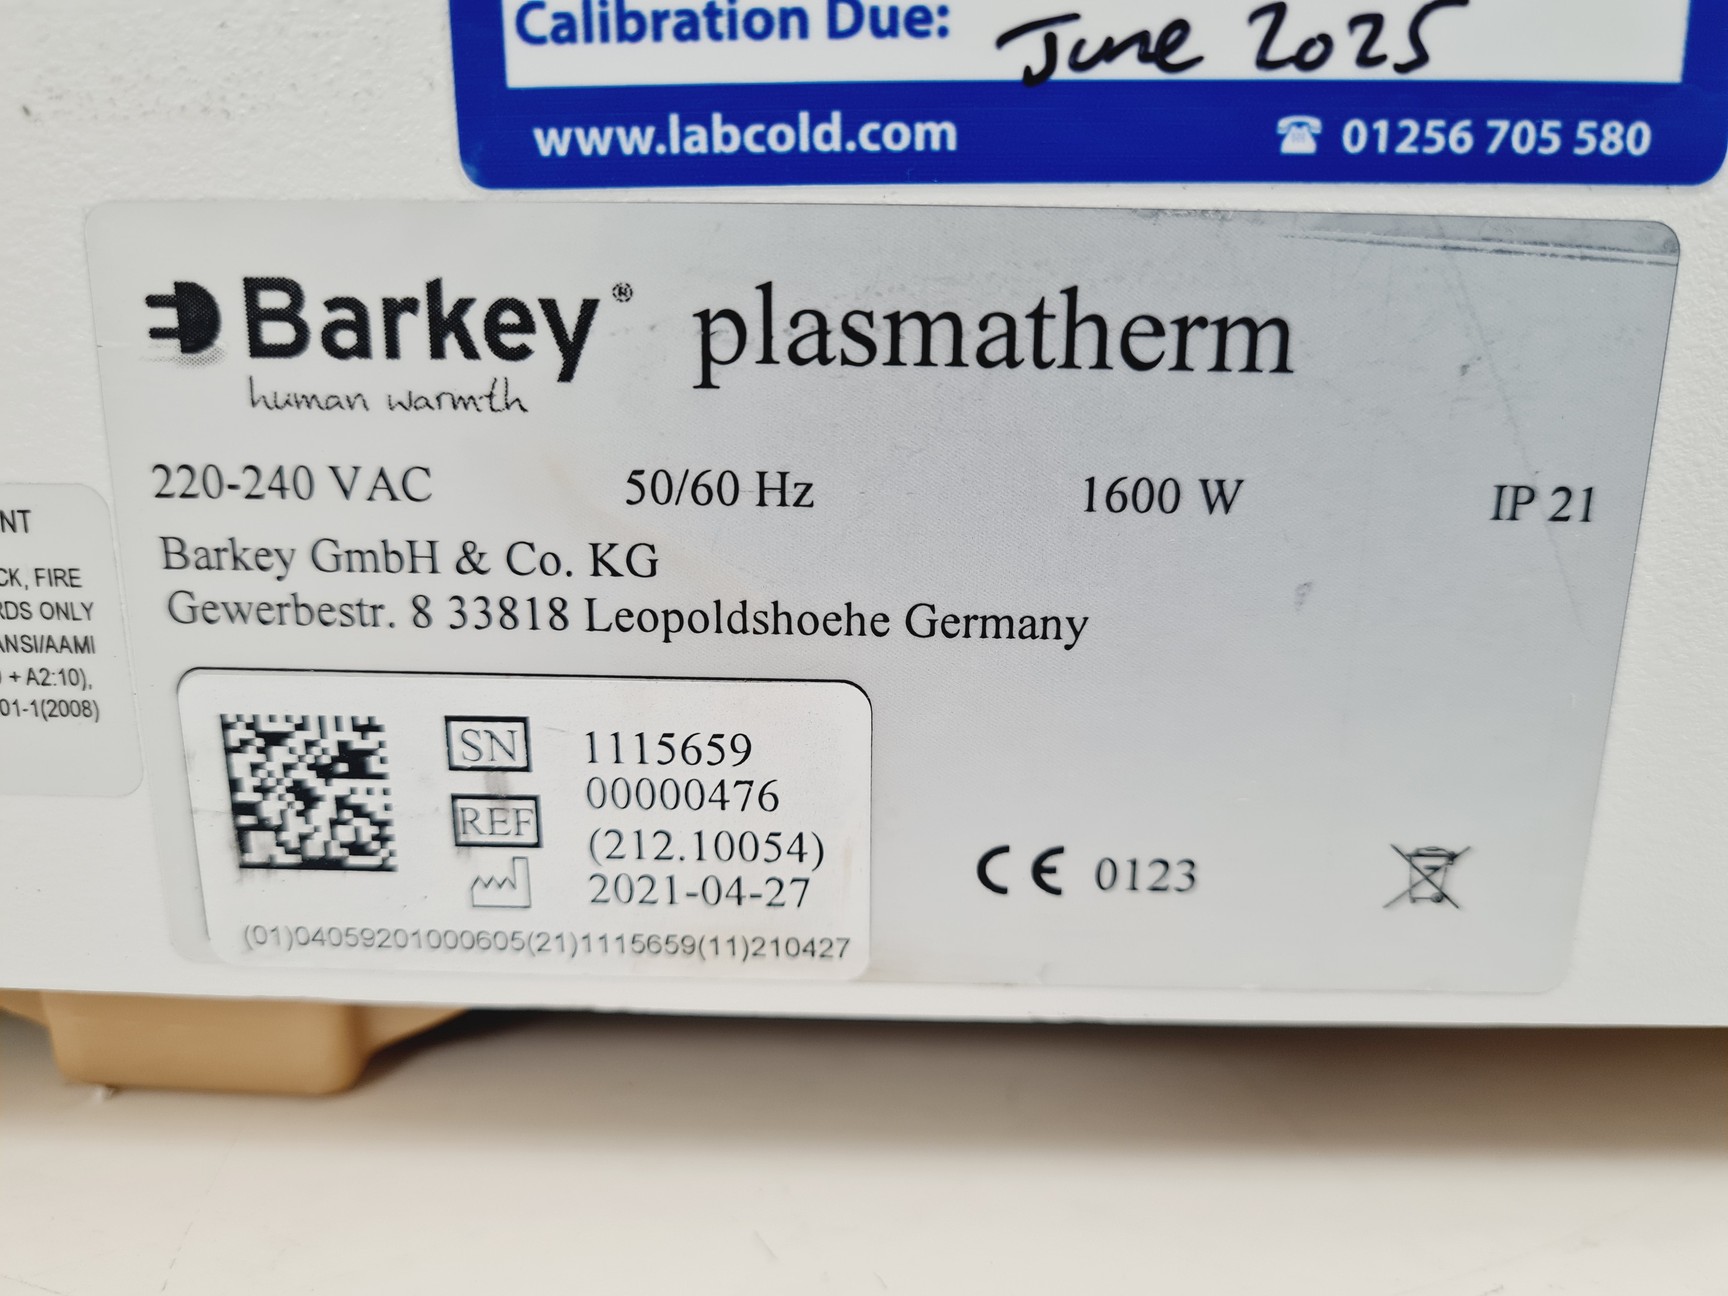 Calibration Due: June 2025
www.labcold.com 01256 705 580
Barkey® plasmatherm
human warmth
220-240 VAC 50/60 Hz 1600 W IP 21
Barkey GmbH & Co. KG
Gewerbestr. 8 33818 Leopoldshoehe Germany
NT
CK, FIRE
RDS ONLY
ANSI/AAMI
+ A2:10),
01-1(2008)
SN 1115659
REF 00000476
(212.10054)
2021-04-27
(01)04059201000605(21)1115659(11)210427
CE 0123